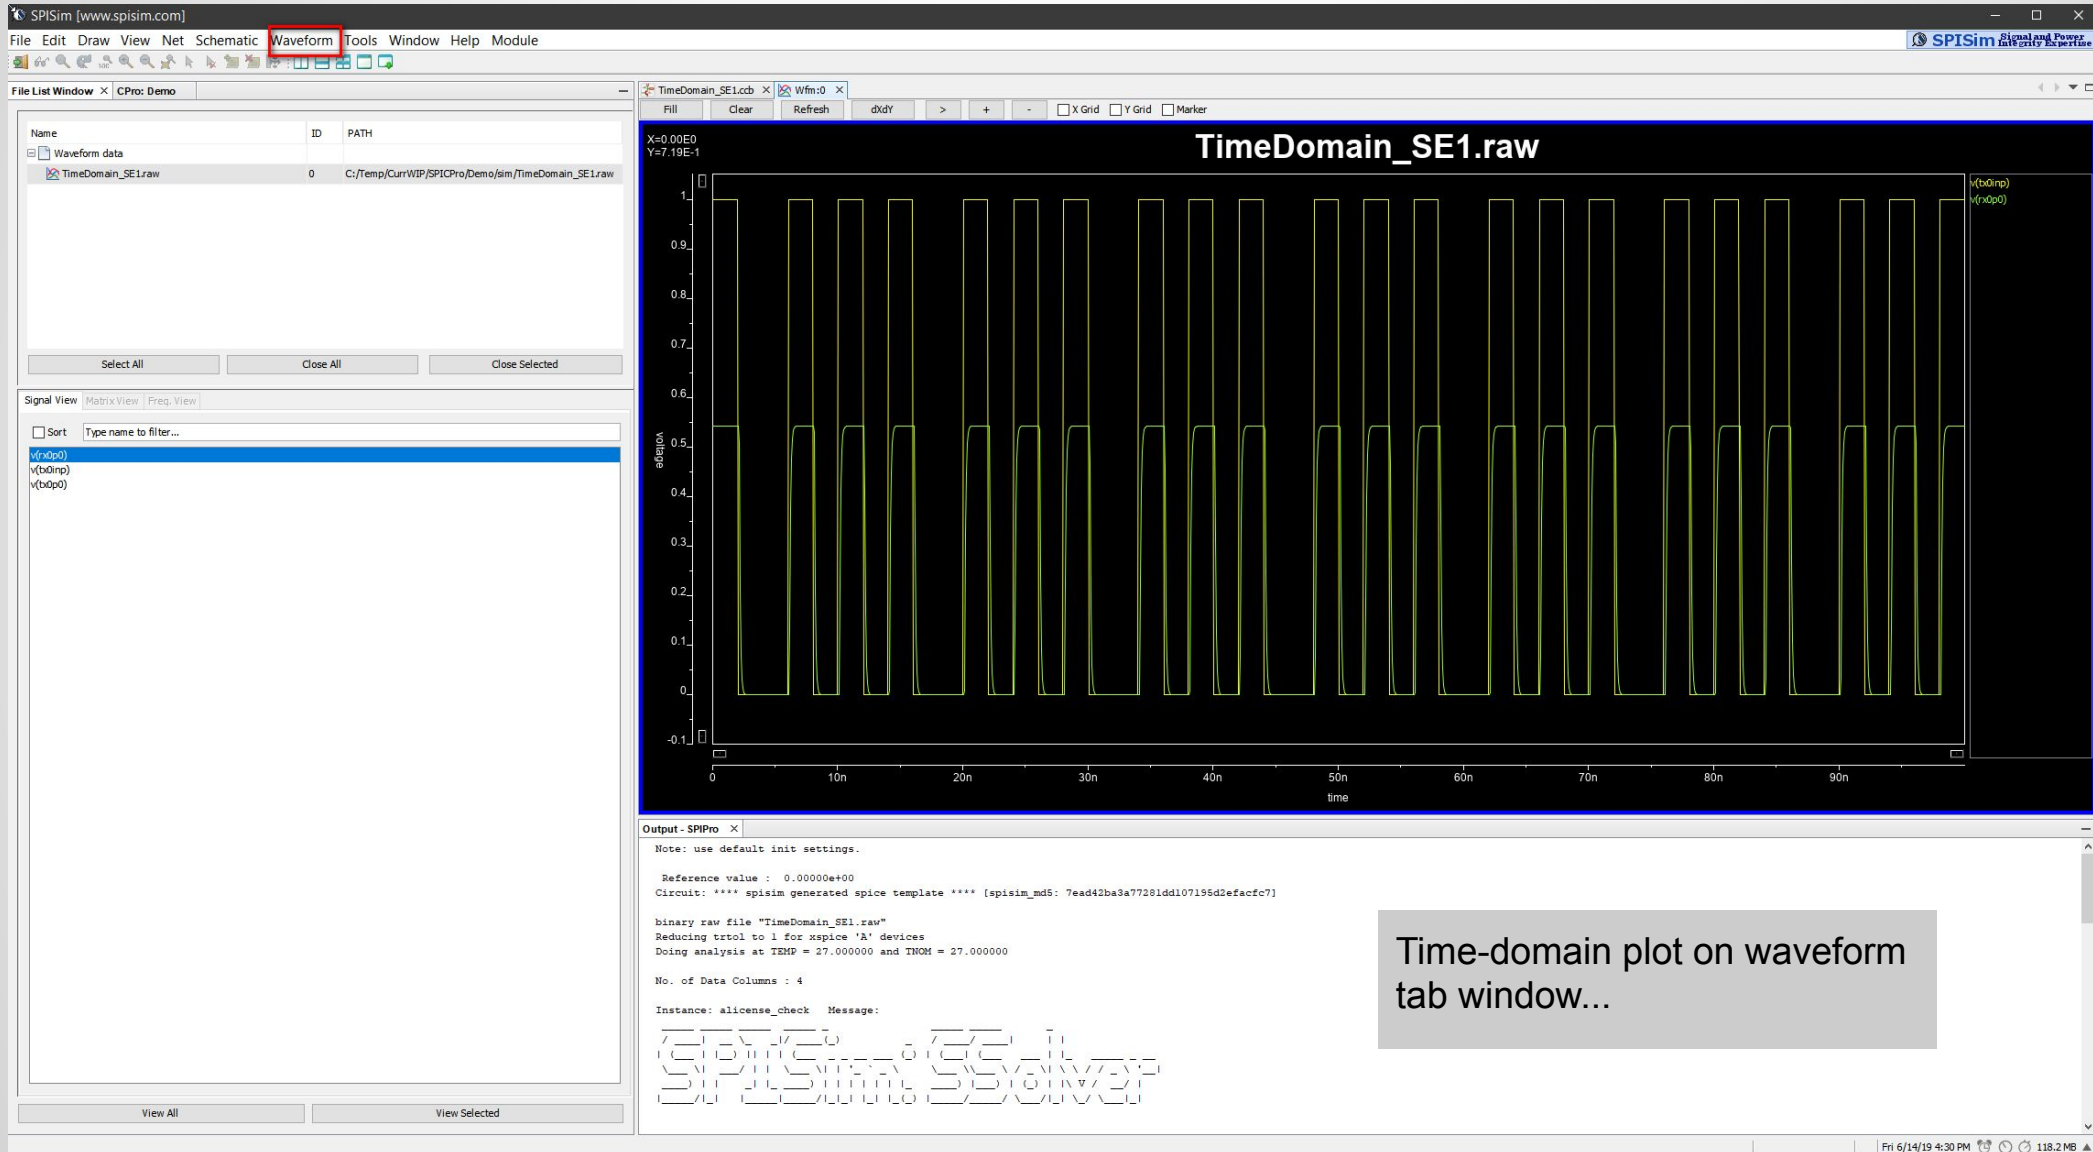 SPISim [www.spisim.com]
File Edit Draw View Net Schematic Waveform Tools Window Help Module
SPISim Signal and Power Integrity Expertise
File List Window CPro: Demo
Name ID PATH
Waveform data
TimeDomain_SE1.raw 0 C:/Temp/CurrWIP/SPICPro/Demo/sim/TimeDomain_SE1.raw
Select All Close All Close Selected
Signal View Matrix View Freq. View
Sort Type name to filter...
v(rx0p0)
v(tx0inp)
v(tx0p0)
View All View Selected
TimeDomain_SE1.ccb Wfm:0
Fill Clear Refresh dXdY > + - X Grid Y Grid Marker
X=0.00E0
Y=7.19E-1
TimeDomain_SE1.raw
v(tx0inp)
v(rx0p0)
1
0.9
0.8
0.7
0.6
0.5
0.4
0.3
0.2
0.1
0
-0.1
voltage
0 10n 20n 30n 40n 50n 60n 70n 80n 90n
time
Output - SPIPro
Note: use default init settings.
Reference value : 0.00000e+00
Circuit: **** spisim generated spice template **** [spisim_md5: 7ead42ba3a77281dd107195d2efacfc7]
binary raw file "TimeDomain_SE1.raw"
Reducing trtol to 1 for xspice 'A' devices
Doing analysis at TEMP = 27.000000 and TNOM = 27.000000
No. of Data Columns : 4
Instance: alicense_check Message:
SPISim: SSolver
Time-domain plot on waveform
tab window...
Fri 6/14/19 4:30 PM 118.2 MB